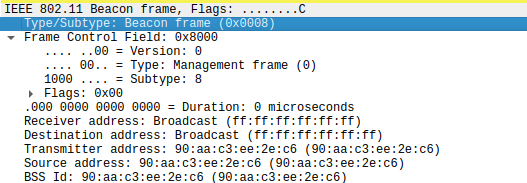 IEEE 802.11 Beacon frame, Flags: ........C
Type/Subtype: Beacon frame (0x0008)
Frame Control Field: 0x8000
.... ..00 = Version: 0
.... 00.. = Type: Management frame (0)
1000 .... = Subtype: 8
Flags: 0x00
.000 0000 0000 0000 = Duration: 0 microseconds
Receiver address: Broadcast (ff:ff:ff:ff:ff:ff)
Destination address: Broadcast (ff:ff:ff:ff:ff:ff)
Transmitter address: 90:aa:c3:ee:2e:c6 (90:aa:c3:ee:2e:c6)
Source address: 90:aa:c3:ee:2e:c6 (90:aa:c3:ee:2e:c6)
BSS Id: 90:aa:c3:ee:2e:c6 (90:aa:c3:ee:2e:c6)